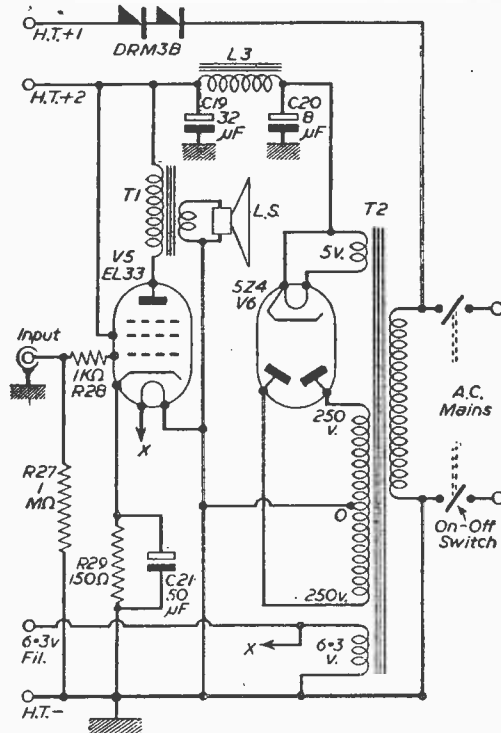 H.T.+1
DRM3B
H.T.+2
L3
C19
32
μF
C20
8
μF
T1
L.S.
T2
5v.
V5
EL33
5Z4
V6
Input
1KΩ
R28
X
250
v.
A.C.
Mains
R27
1
MΩ
O
On-Off
Switch
R29
150Ω
C21
50
μF
250v.
6·3v
Fil.
X
6·3
v.
H.T.-